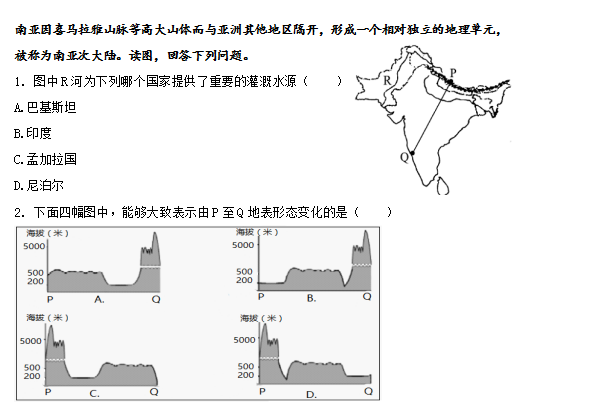 南亚因喜马拉雅山脉等高大山体而与亚洲其他地区隔开，形成一个相对独立的地理单元，
被称为南亚次大陆。读图，回答下列问题。
1. 图中R河为下列哪个国家提供了重要的灌溉水源（　　）
A.巴基斯坦
B.印度
C.孟加拉国
D.尼泊尔
R
P
Q
2. 下面四幅图中，能够大致表示由P至Q地表形态变化的是（　　）
海拔（米）
5000
500
200
P A. Q
海拔（米）
5000
500
200
P B. Q
海拔（米）
5000
500
200
P C. Q
海拔（米）
5000
500
200
P D. Q